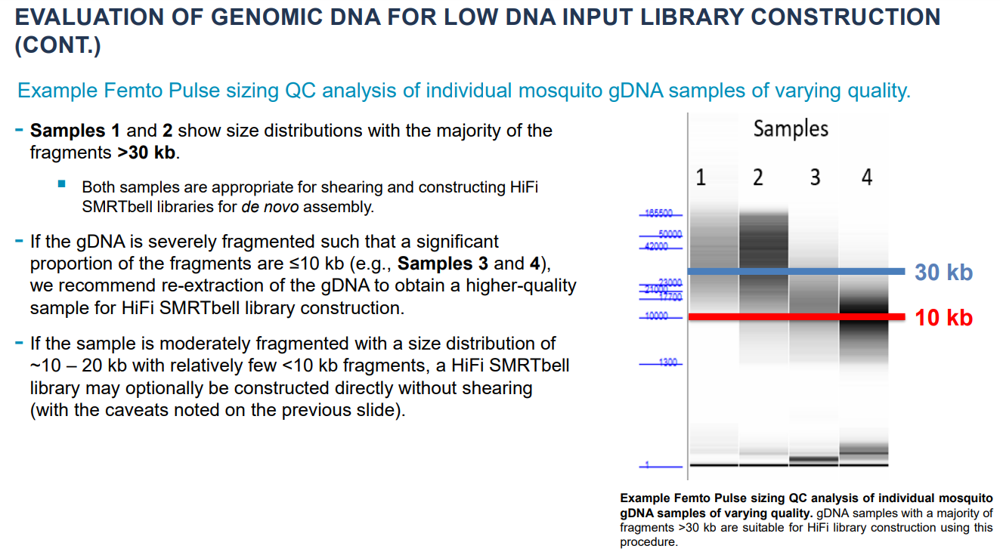 EVALUATION OF GENOMIC DNA FOR LOW DNA INPUT LIBRARY CONSTRUCTION
(CONT.)
Example Femto Pulse sizing QC analysis of individual mosquito gDNA samples of varying quality.
– Samples 1 and 2 show size distributions with the majority of the
fragments >30 kb.
▪ Both samples are appropriate for shearing and constructing HiFi
SMRTbell libraries for de novo assembly.
– If the gDNA is severely fragmented such that a significant
proportion of the fragments are ≤10 kb (e.g., Samples 3 and 4),
we recommend re-extraction of the gDNA to obtain a higher-quality
sample for HiFi SMRTbell library construction.
– If the sample is moderately fragmented with a size distribution of
~10 – 20 kb with relatively few <10 kb fragments, a HiFi SMRTbell
library may optionally be constructed directly without shearing
(with the caveats noted on the previous slide).
Samples
1 2 3 4
165500
50000
42000
30 kb
23000
21000
17700
10000
10 kb
1300
1
Example Femto Pulse sizing QC analysis of individual mosquito
gDNA samples of varying quality. gDNA samples with a majority of
fragments >30 kb are suitable for HiFi library construction using this
procedure.